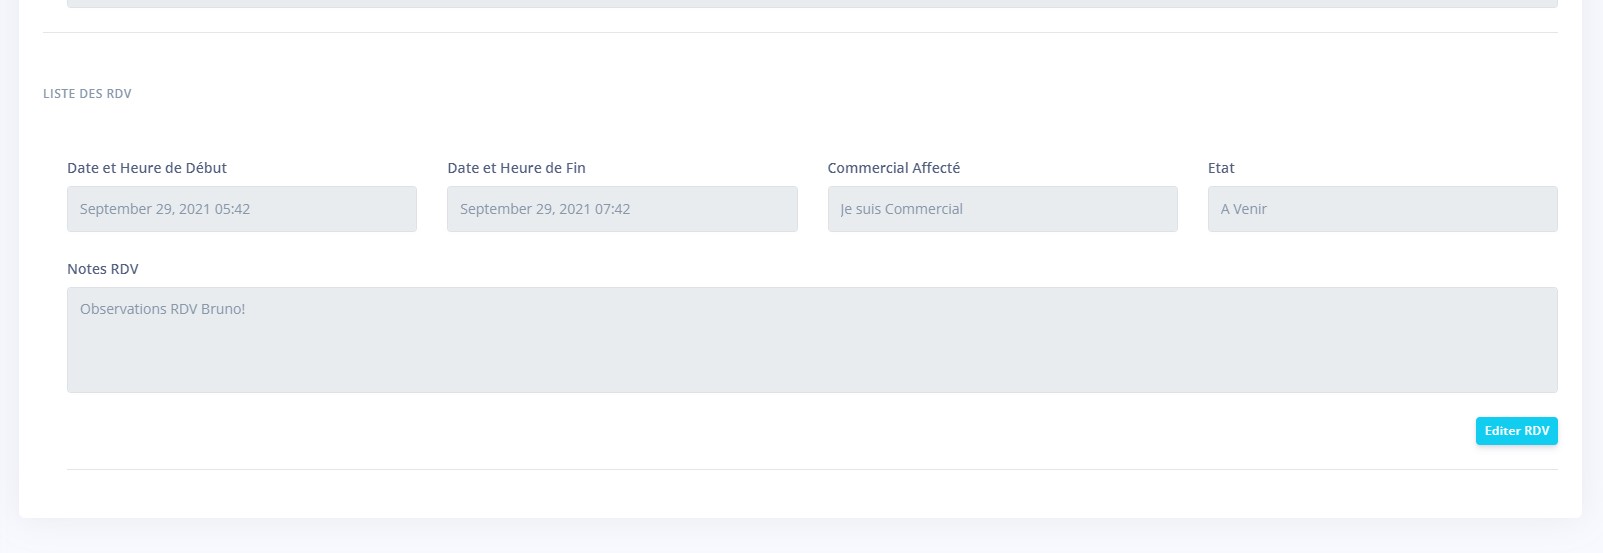 LISTE DES RDV
Date et Heure de Début
Date et Heure de Fin
Commercial Affecté
Etat
September 29, 2021 05:42
September 29, 2021 07:42
Je suis Commercial
A Venir
Notes RDV
Observations RDV Bruno!
Editer RDV